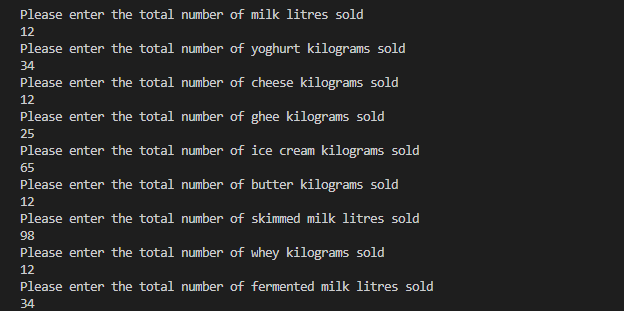 Please enter the total number of milk litres sold
12
Please enter the total number of yoghurt kilograms sold
34
Please enter the total number of cheese kilograms sold
12
Please enter the total number of ghee kilograms sold
25
Please enter the total number of ice cream kilograms sold
65
Please enter the total number of butter kilograms sold
12
Please enter the total number of skimmed milk litres sold
98
Please enter the total number of whey kilograms sold
12
Please enter the total number of fermented milk litres sold
34